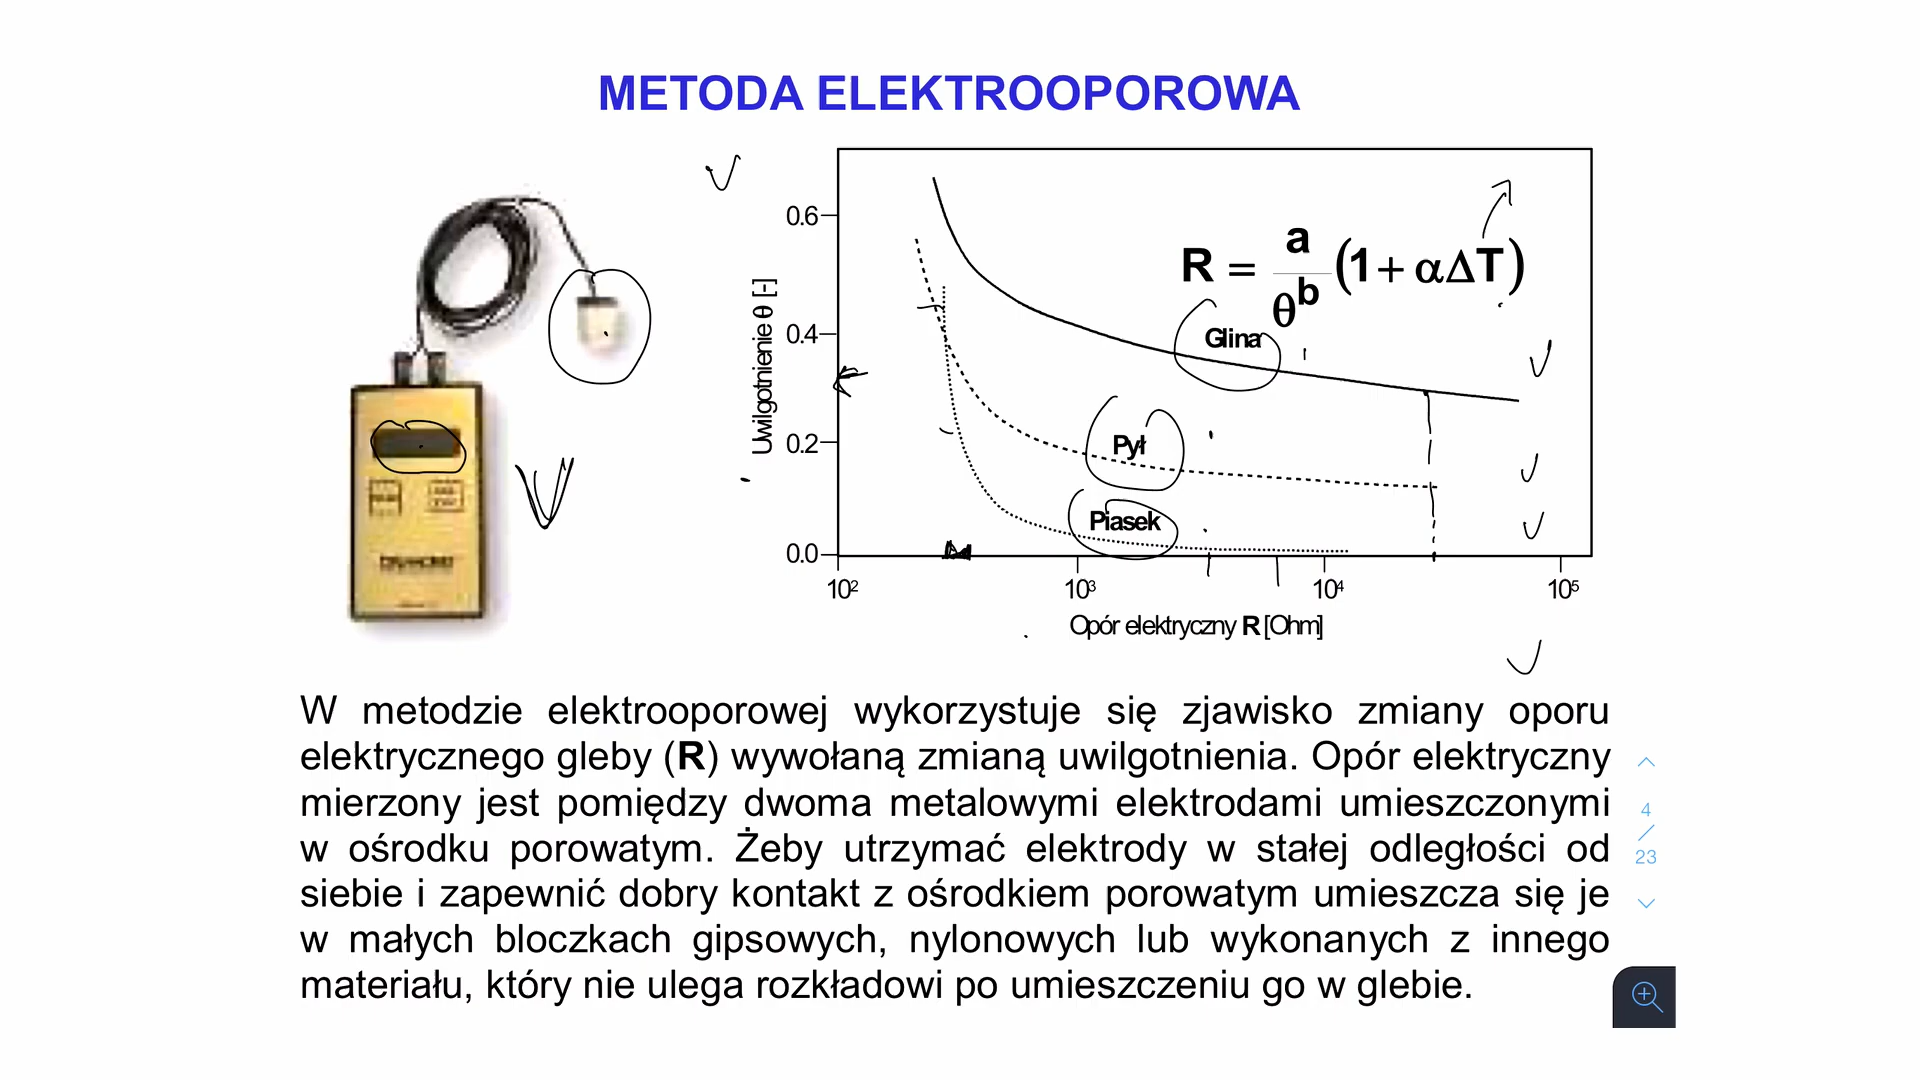 METODA ELEKTROOPOROWA
Uwilgotnienie θ [-]
0.6
0.4
0.2
0.0
R = a/θᵇ (1 + αΔT)
Glina
Pył
Piasek
10² 10³ 10⁴ 10⁵
Opór elektryczny R [Ohm]
W metodzie elektrooporowej wykorzystuje się zjawisko zmiany oporu
elektrycznego gleby (R) wywołaną zmianą uwilgotnienia. Opór elektryczny
mierzony jest pomiędzy dwoma metalowymi elektrodami umieszczonymi
w ośrodku porowatym. Żeby utrzymać elektrody w stałej odległości od
siebie i zapewnić dobry kontakt z ośrodkiem porowatym umieszcza się je
w małych bloczkach gipsowych, nylonowych lub wykonanych z innego
materiału, który nie ulega rozkładowi po umieszczeniu go w glebie.
4
/
23